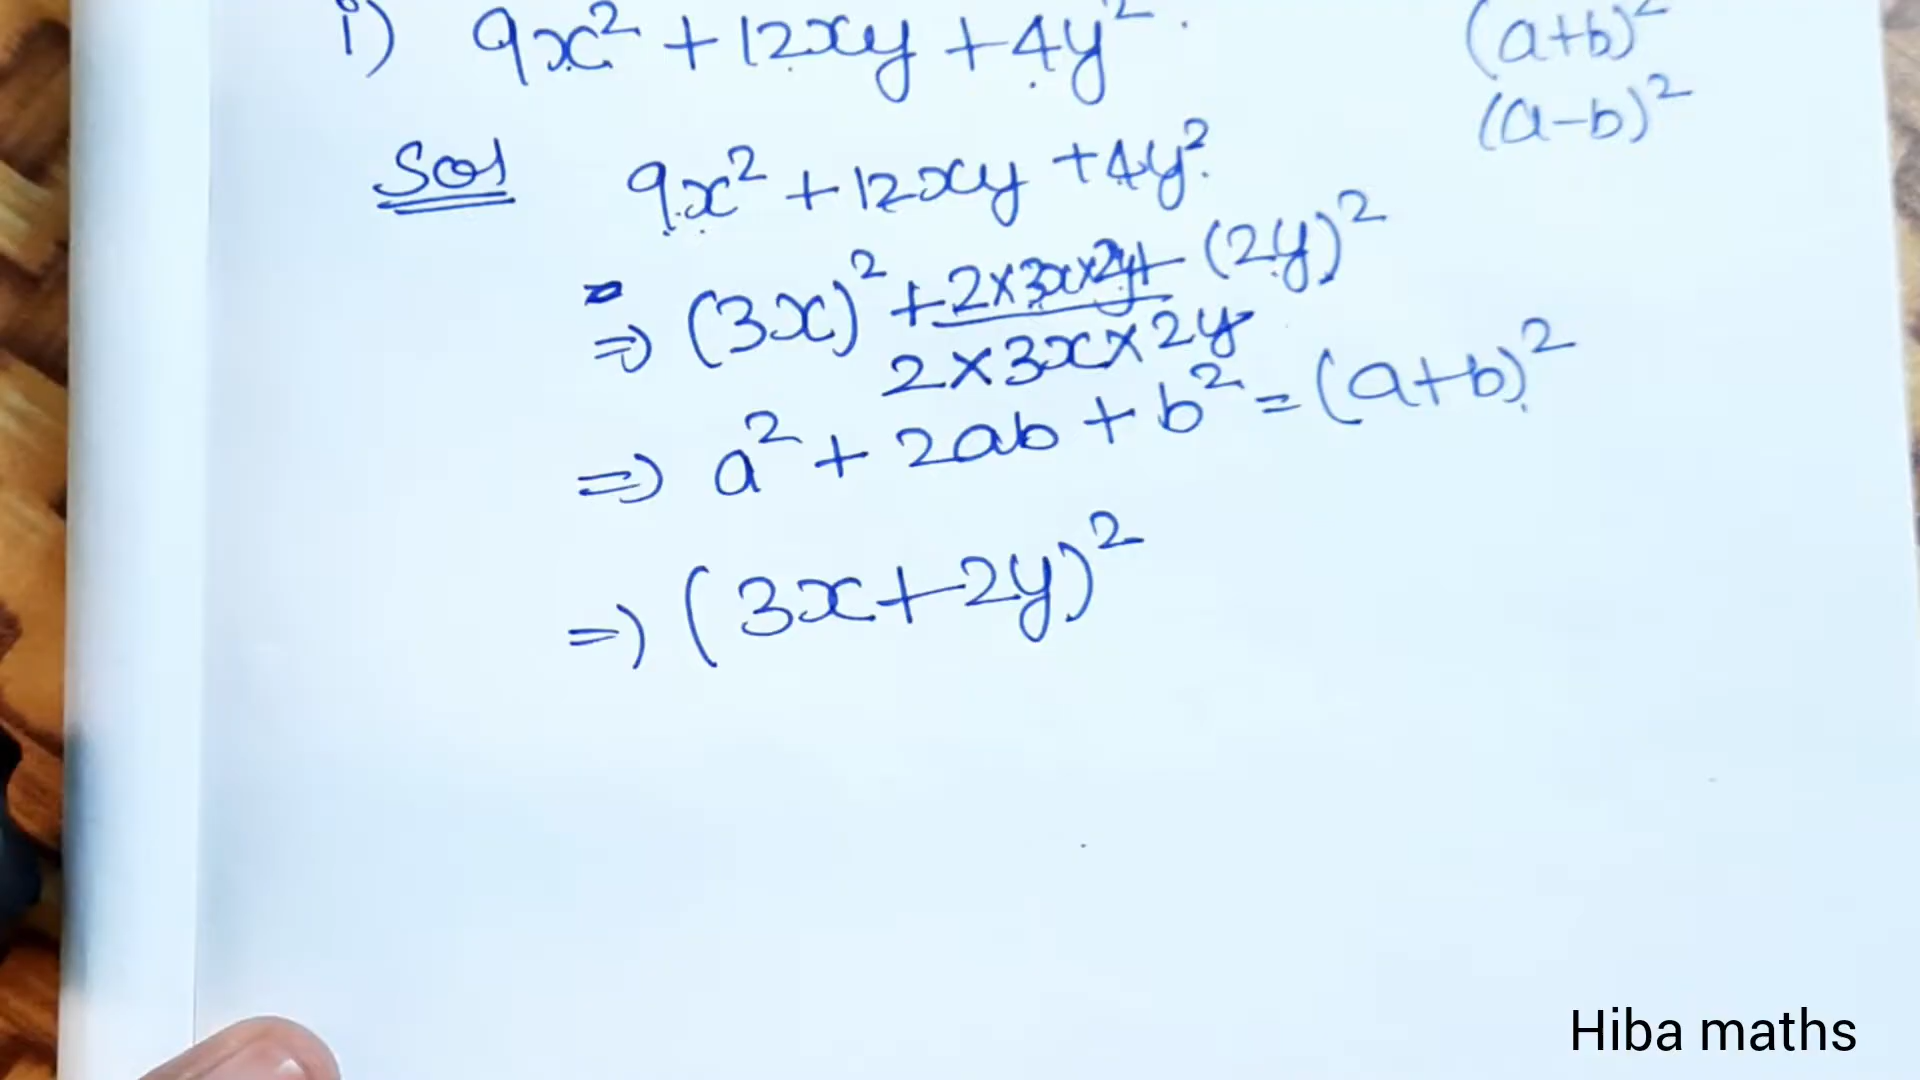 i) 9x² + 12xy + 4y².
(a+b)²
(a-b)²
Sol 9x² + 12xy + 4y².
⇒ (3x)² + 2×3x×2y + (2y)²
2×3x×2y
⇒ a² + 2ab + b² = (a+b)²
⇒ (3x+2y)²
Hiba maths